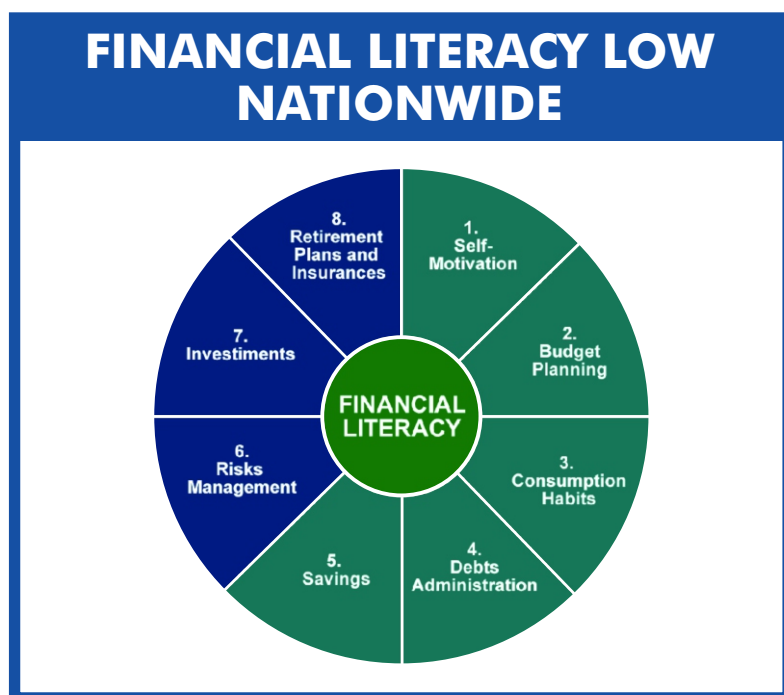 FINANCIAL LITERACY LOW
NATIONWIDE
1.
Self-
Motivation
2.
Budget
Planning
3.
Consumption
Habits
4.
Debts
Administration
5.
Savings
6.
Risks
Management
7.
Investiments
8.
Retirement
Plans and
Insurances
FINANCIAL
LITERACY